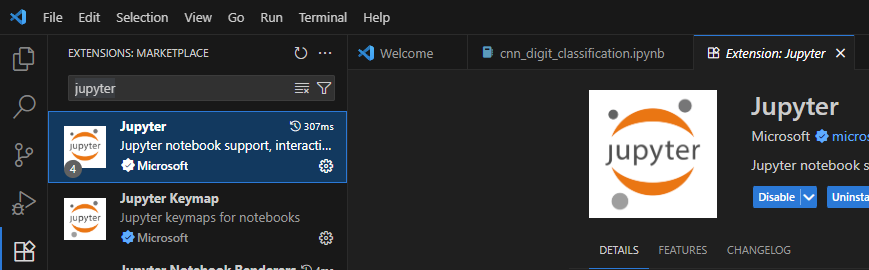 File Edit Selection View Go Run Terminal Help
EXTENSIONS: MARKETPLACE
jupyter
Jupyter 307ms
Jupyter notebook support, interacti...
Microsoft
jupyter
4
Jupyter Keymap
Jupyter keymaps for notebooks
Microsoft
jupyter
Jupyter Notebook Renderers
Welcome cnn_digit_classification.ipynb Extension: Jupyter
jupyter
Jupyter
Microsoft micros
Jupyter notebook s
Disable Uninsta
DETAILS FEATURES CHANGELOG